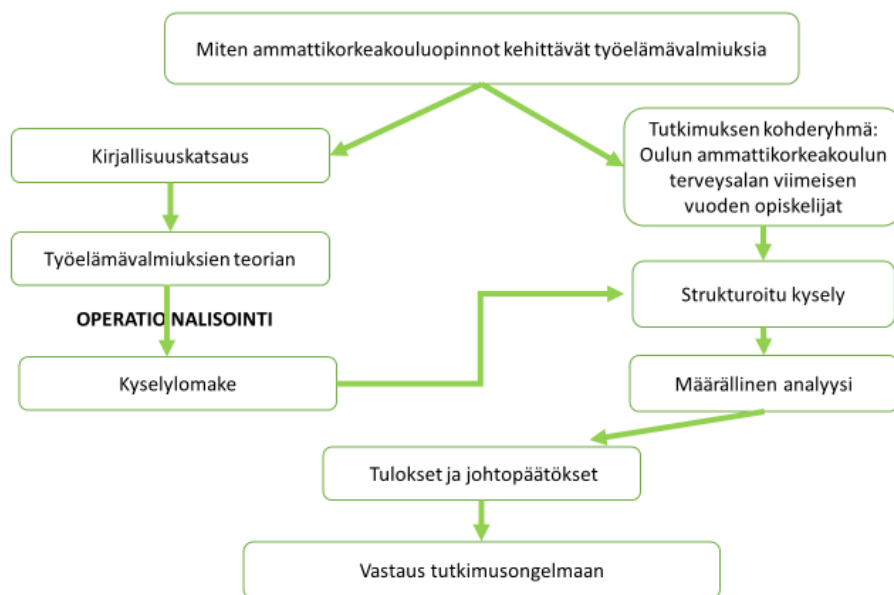 Miten ammattikorkeakouluopinnot kehittävät työelämävalmiuksia
Kirjallisuuskatsaus
Tutkimuksen kohderyhmä:
Oulun ammattikorkeakoulun
terveysalan viimeisen
vuoden opiskelijat
Työelämävalmiuksien teorian
Strukturoitu kysely
OPERATIONALISOINTI
Kyselylomake
Määrällinen analyysi
Tulokset ja johtopäätökset
Vastaus tutkimusongelmaan